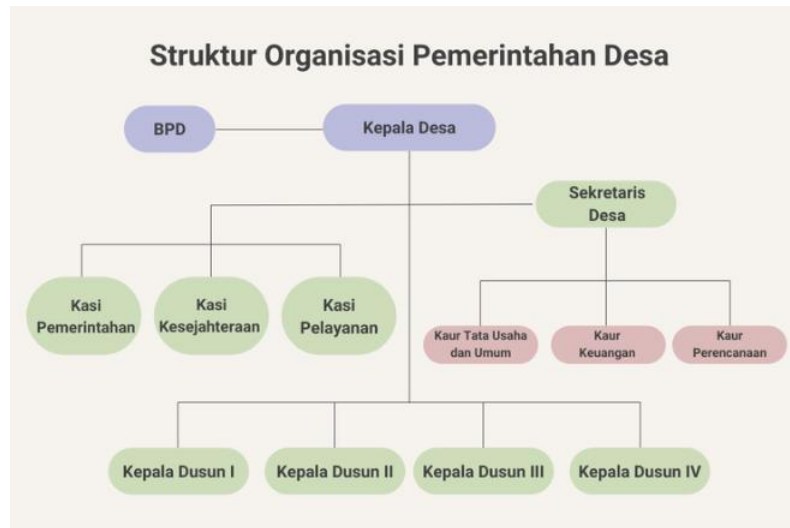 Struktur Organisasi Pemerintahan Desa
BPD
Kepala Desa
Sekretaris
Desa
Kasi
Pemerintahan
Kasi
Kesejahteraan
Kasi
Pelayanan
Kaur Tata Usaha
dan Umum
Kaur
Keuangan
Kaur
Perencanaan
Kepala Dusun I
Kepala Dusun II
Kepala Dusun III
Kepala Dusun IV